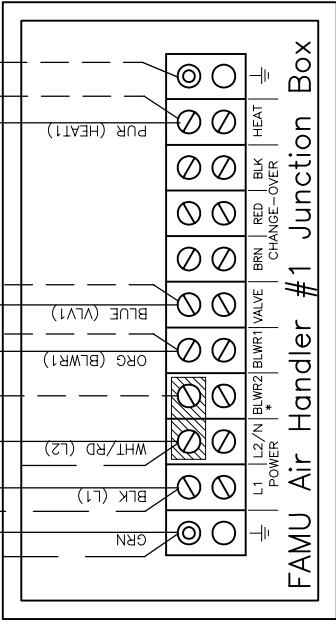 PUR (HEAT1)
BLUE (VLV1)
ORG (BLWR1)
WHT/RD (L2)
BLK (L1)
GRN
HEAT
BLK
RED
BRN
CHANGE-OVER
VALVE
BLWR1
BLWR2
*
L2/N
L1
POWER
FAMU Air Handler #1 Junction Box